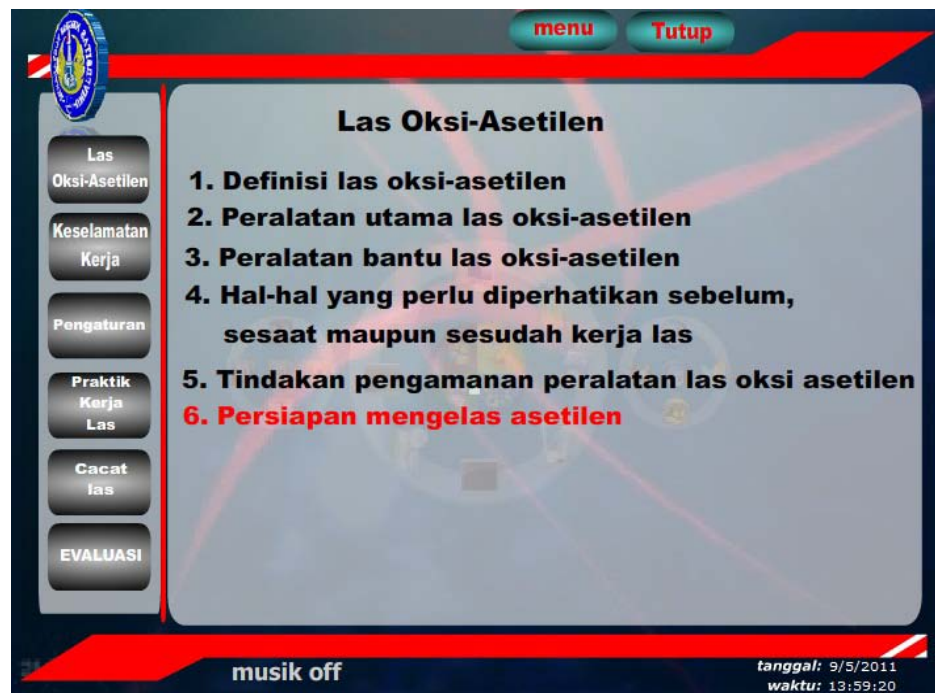 menu
Tutup
Las Oksi-Asetilen
Las
Oksi-Asetilen
Keselamatan
Kerja
Pengaturan
Praktik
Kerja
Las
Cacat
las
EVALUASI
1. Definisi las oksi-asetilen
2. Peralatan utama las oksi-asetilen
3. Peralatan bantu las oksi-asetilen
4. Hal-hal yang perlu diperhatikan sebelum,
sesaat maupun sesudah kerja las
5. Tindakan pengamanan peralatan las oksi asetilen
6. Persiapan mengelas asetilen
musik off
tanggal: 9/5/2011
waktu: 13:59:20